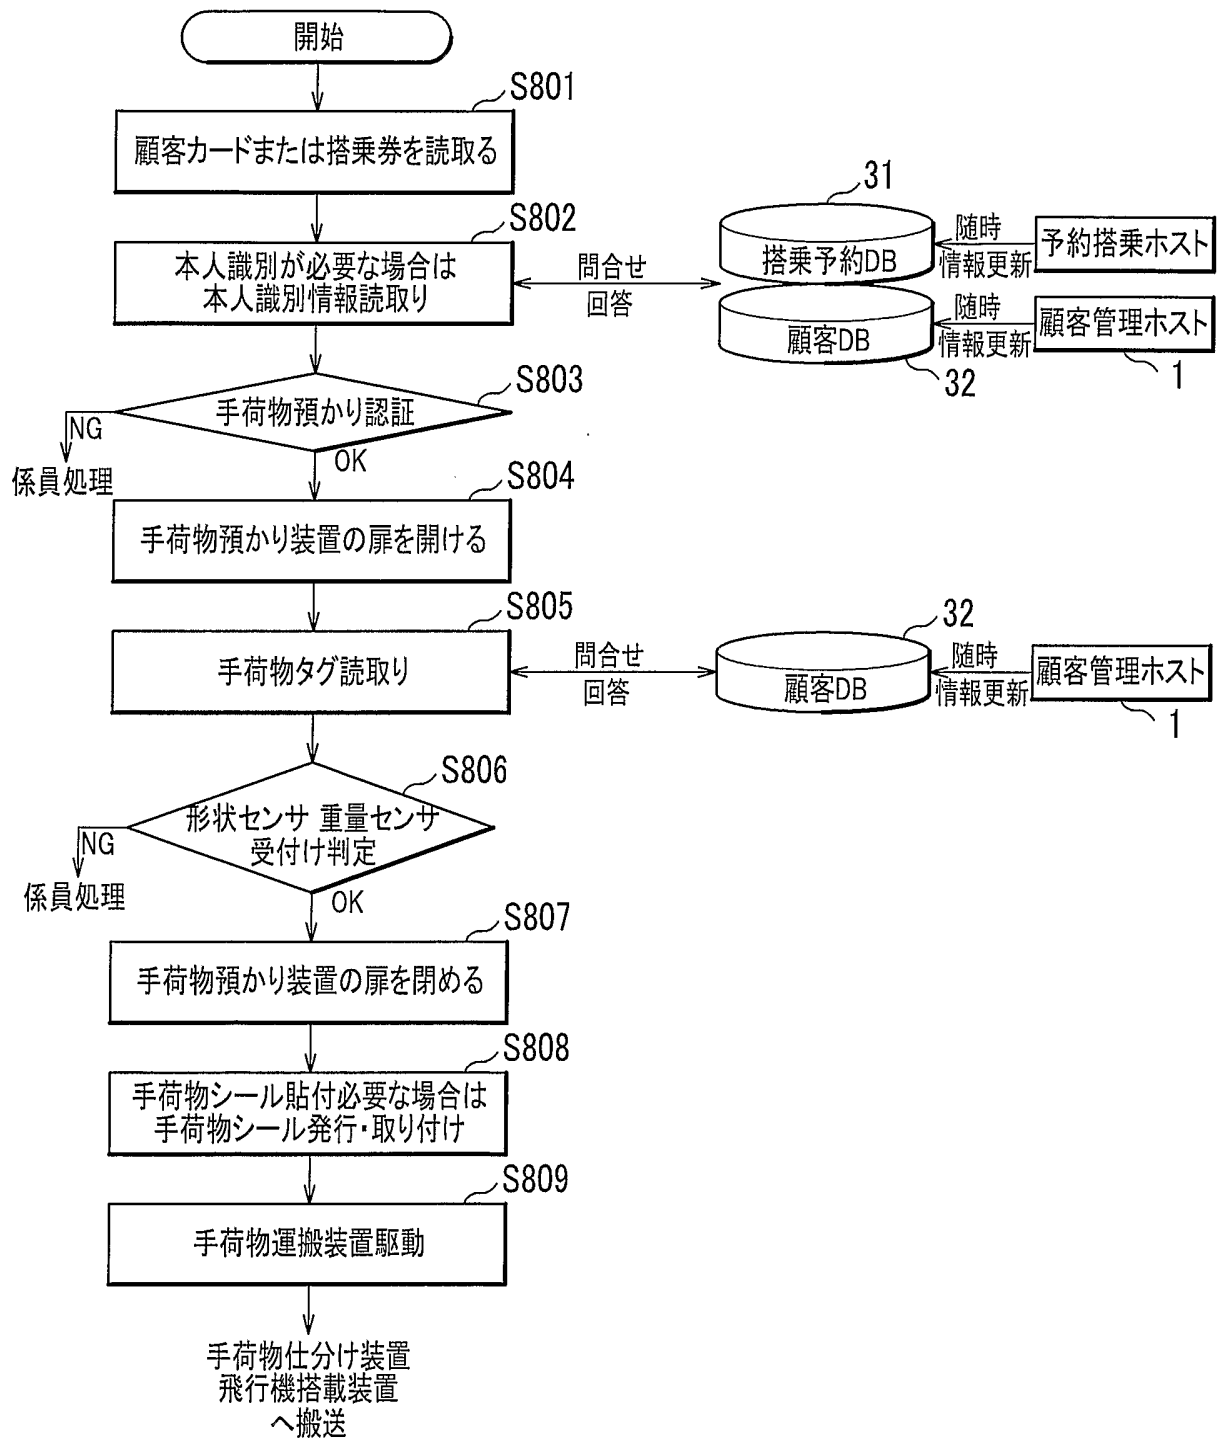 開始
S801
顧客カードまたは搭乗券を読取る
S802
本人識別が必要な場合は
本人識別情報読取り
問合せ
回答
31
搭乗予約DB
随時
情報更新
予約搭乗ホスト
顧客DB
32
随時
情報更新
顧客管理ホスト
1
S803
手荷物預かり認証
NG
係員処理
OK
S804
手荷物預かり装置の扉を開ける
S805
手荷物タグ読取り
問合せ
回答
32
顧客DB
随時
情報更新
顧客管理ホスト
1
S806
形状センサ 重量センサ
受付け判定
NG
係員処理
OK
S807
手荷物預かり装置の扉を閉める
S808
手荷物シール貼付必要な場合は
手荷物シール発行・取り付け
S809
手荷物運搬装置駆動
手荷物仕分け装置
飛行機搭載装置
へ搬送